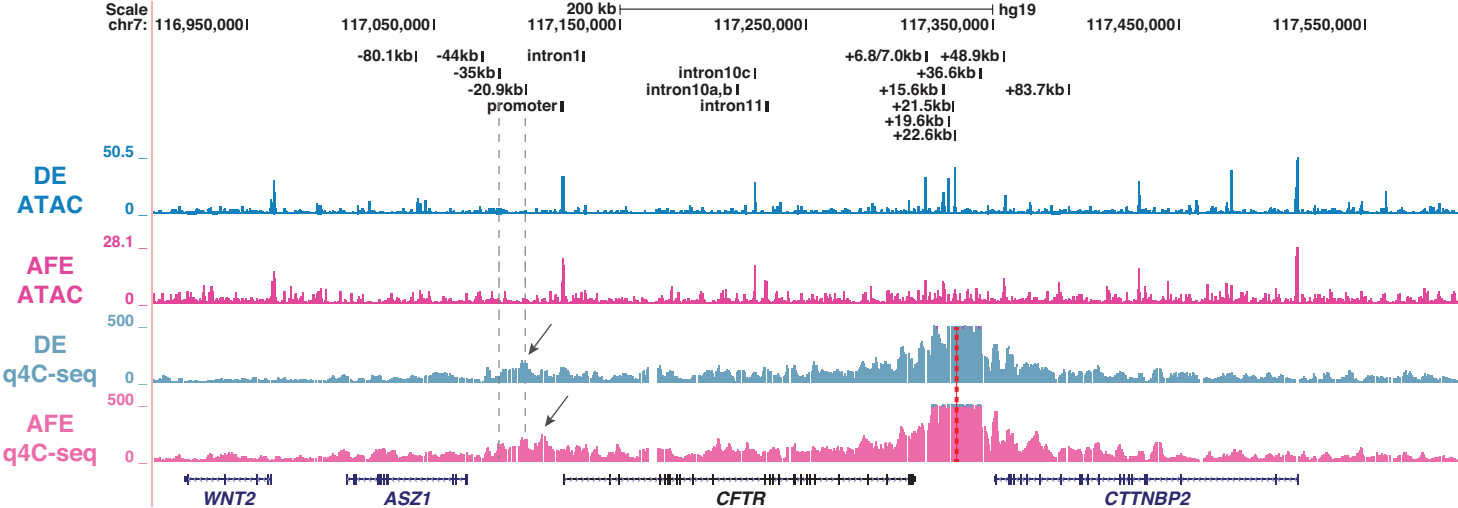 Scale 200 kb hg19
chr7: 116,950,000 117,050,000 117,150,000 117,250,000 117,350,000 117,450,000 117,550,000
-80.1kb -44kb intron1 +6.8/7.0kb +48.9kb
-35kb intron10c +36.6kb
-20.9kb intron10a,b +15.6kb +83.7kb
promoter intron11 +21.5kb
+19.6kb
+22.6kb
50.5
DE
ATAC
0
28.1
AFE
ATAC
0
500
DE
q4C-seq
0
500
AFE
q4C-seq
0
WNT2 ASZ1 CFTR CTTNBP2